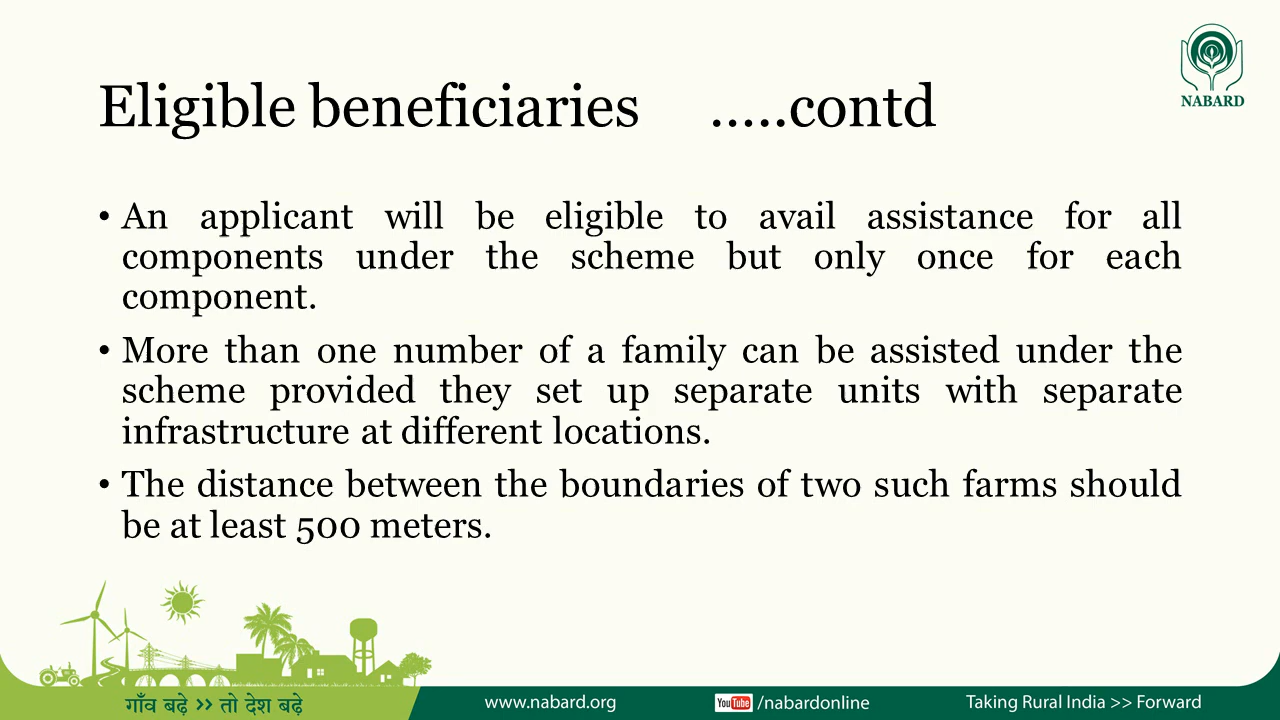 NABARD
Eligible beneficiaries .....contd
• An applicant will be eligible to avail assistance for all
components under the scheme but only once for each
component.
• More than one number of a family can be assisted under the
scheme provided they set up separate units with separate
infrastructure at different locations.
• The distance between the boundaries of two such farms should
be at least 500 meters.
गाँव बढ़े >> तो देश बढ़े
www.nabard.org
YouTube /nabardonline
Taking Rural India >> Forward